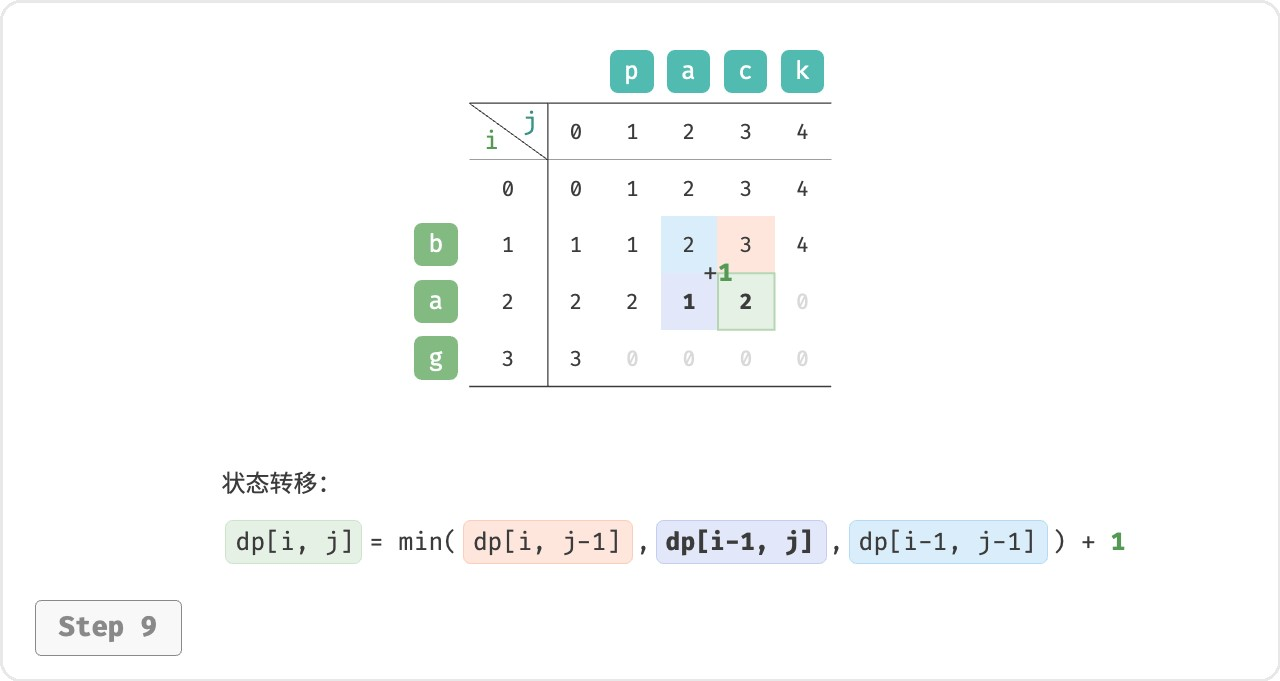 p a c k
i j 0 1 2 3 4
0 0 1 2 3 4
b 1 1 1 2 3 4
+1
a 2 2 2 1 2 0
g 3 3 0 0 0 0
状态转移：
dp[i, j] = min( dp[i, j-1] , dp[i-1, j] , dp[i-1, j-1] ) + 1
Step 9